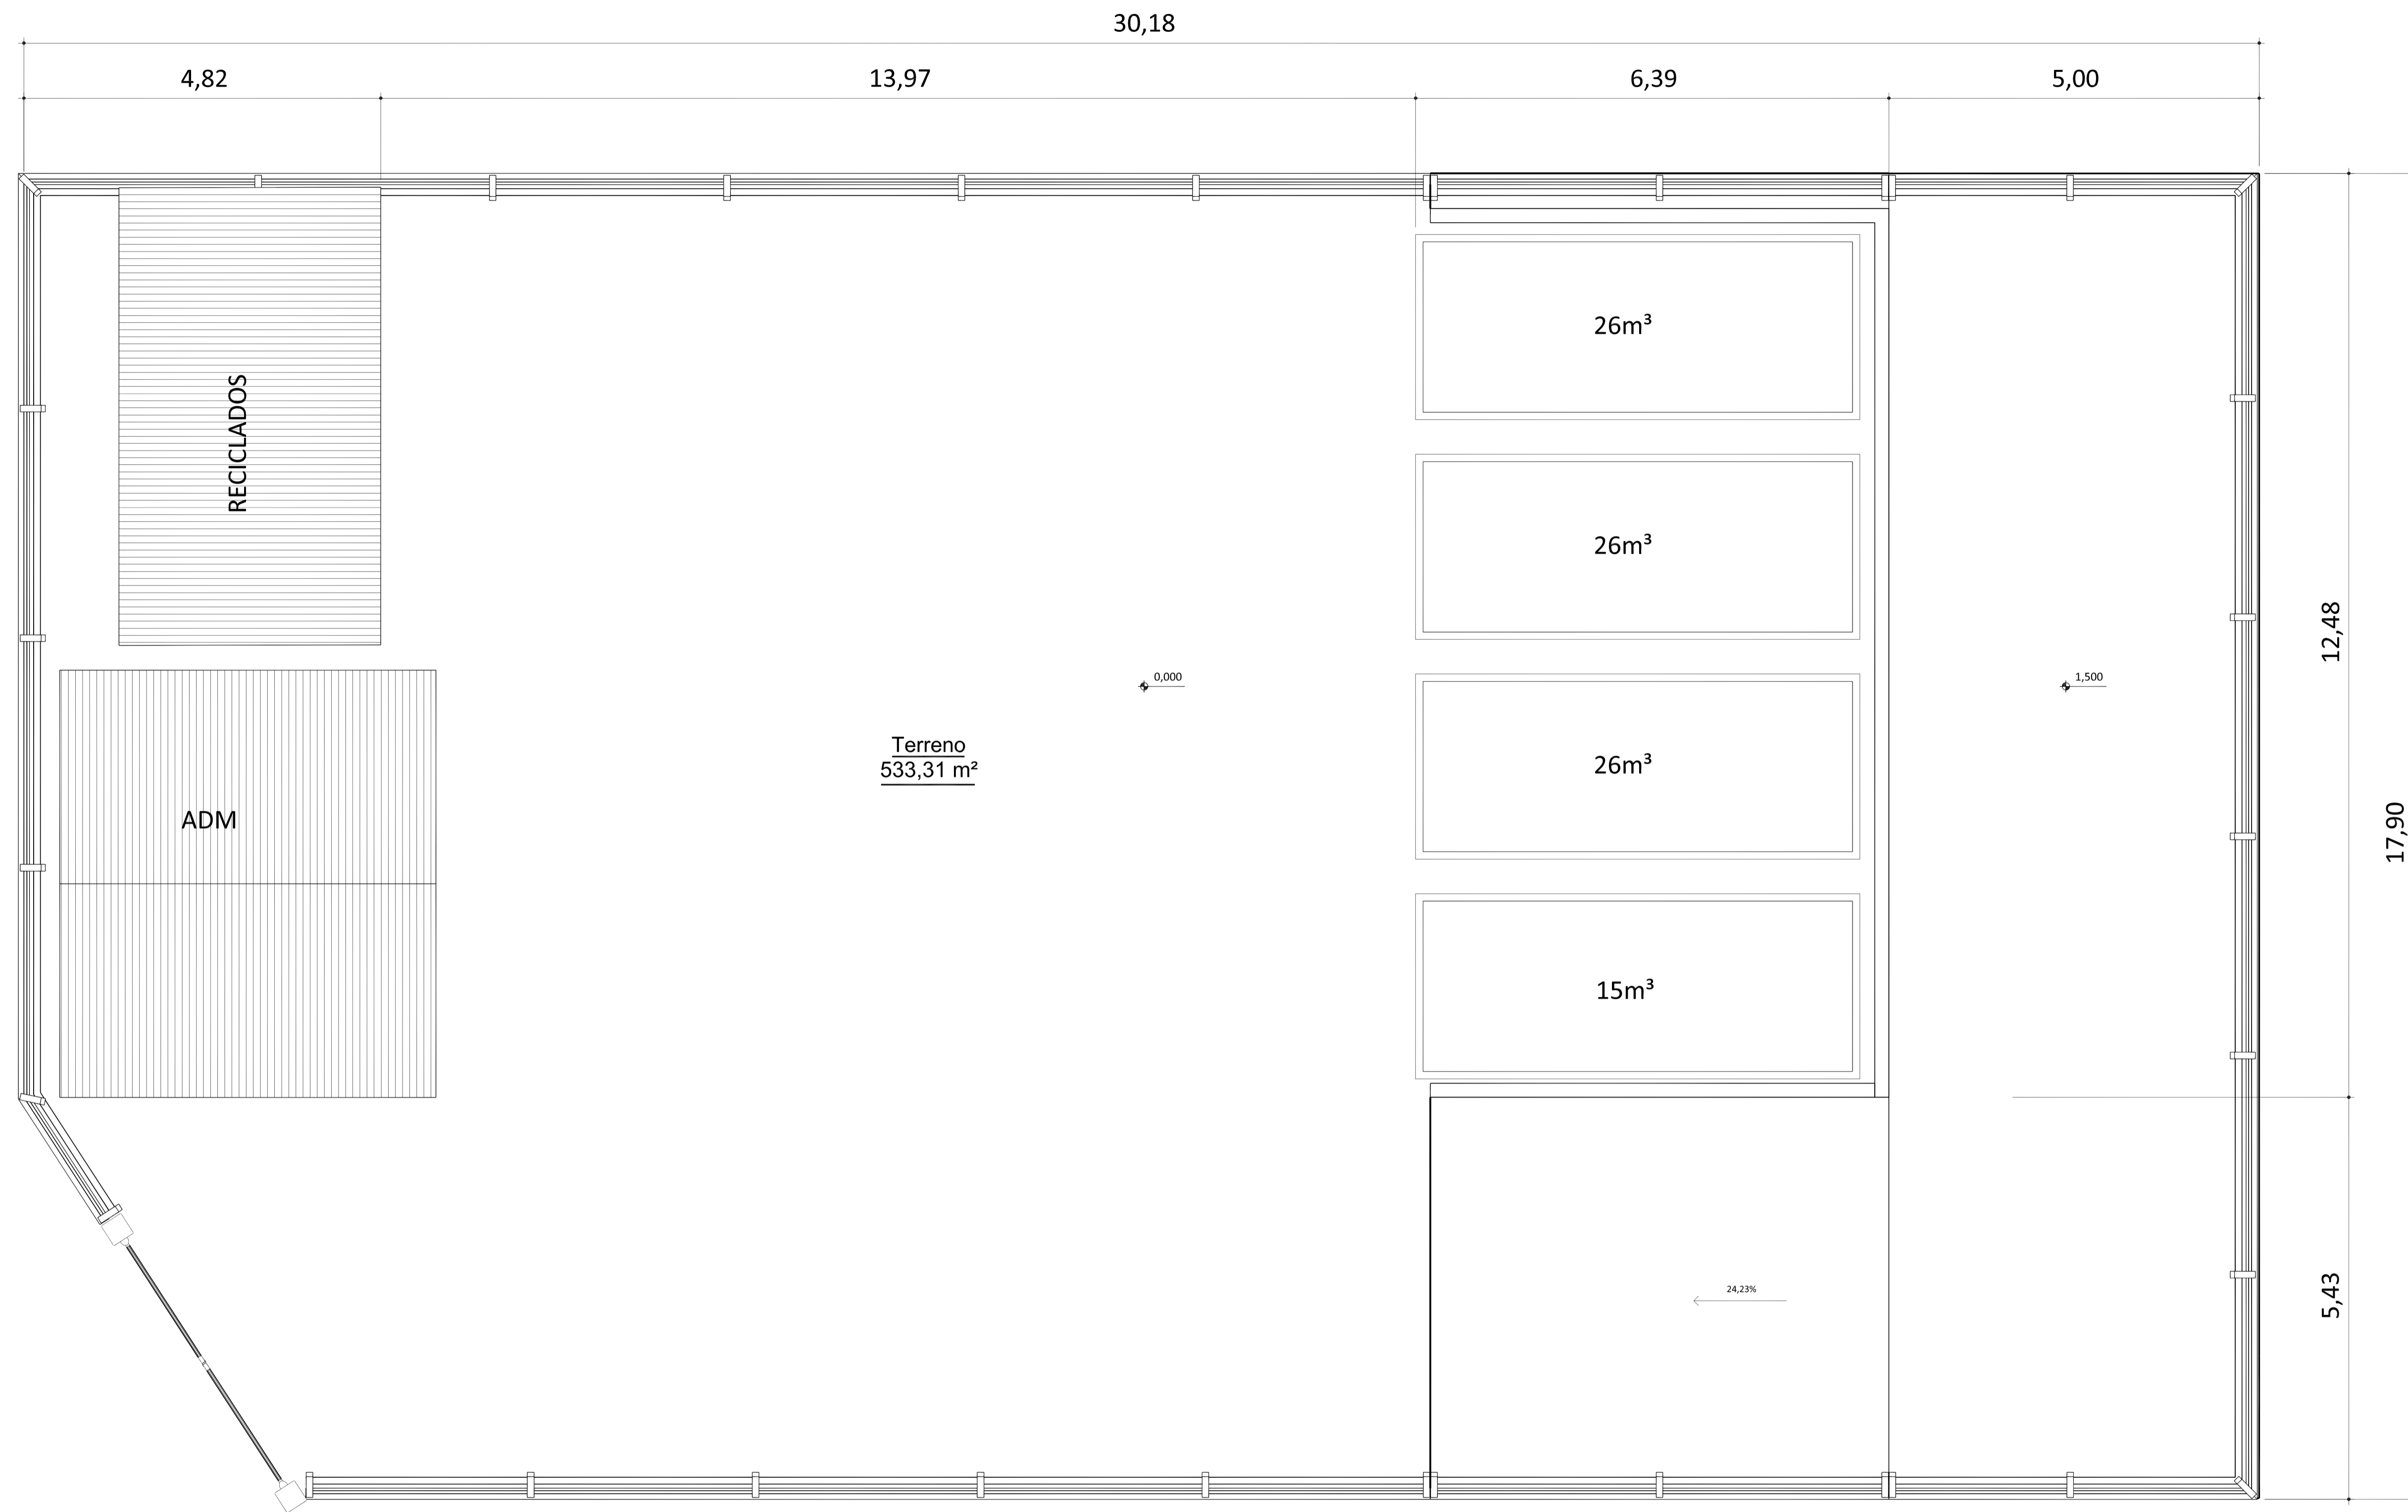 30,18
4,82
13,97
6,39
5,00
26m³
RECICLADOS
26m³
12,48
0,000
1,500
Terreno
533,31 m²
26m³
ADM
17,90
15m³
24,23%
5,43